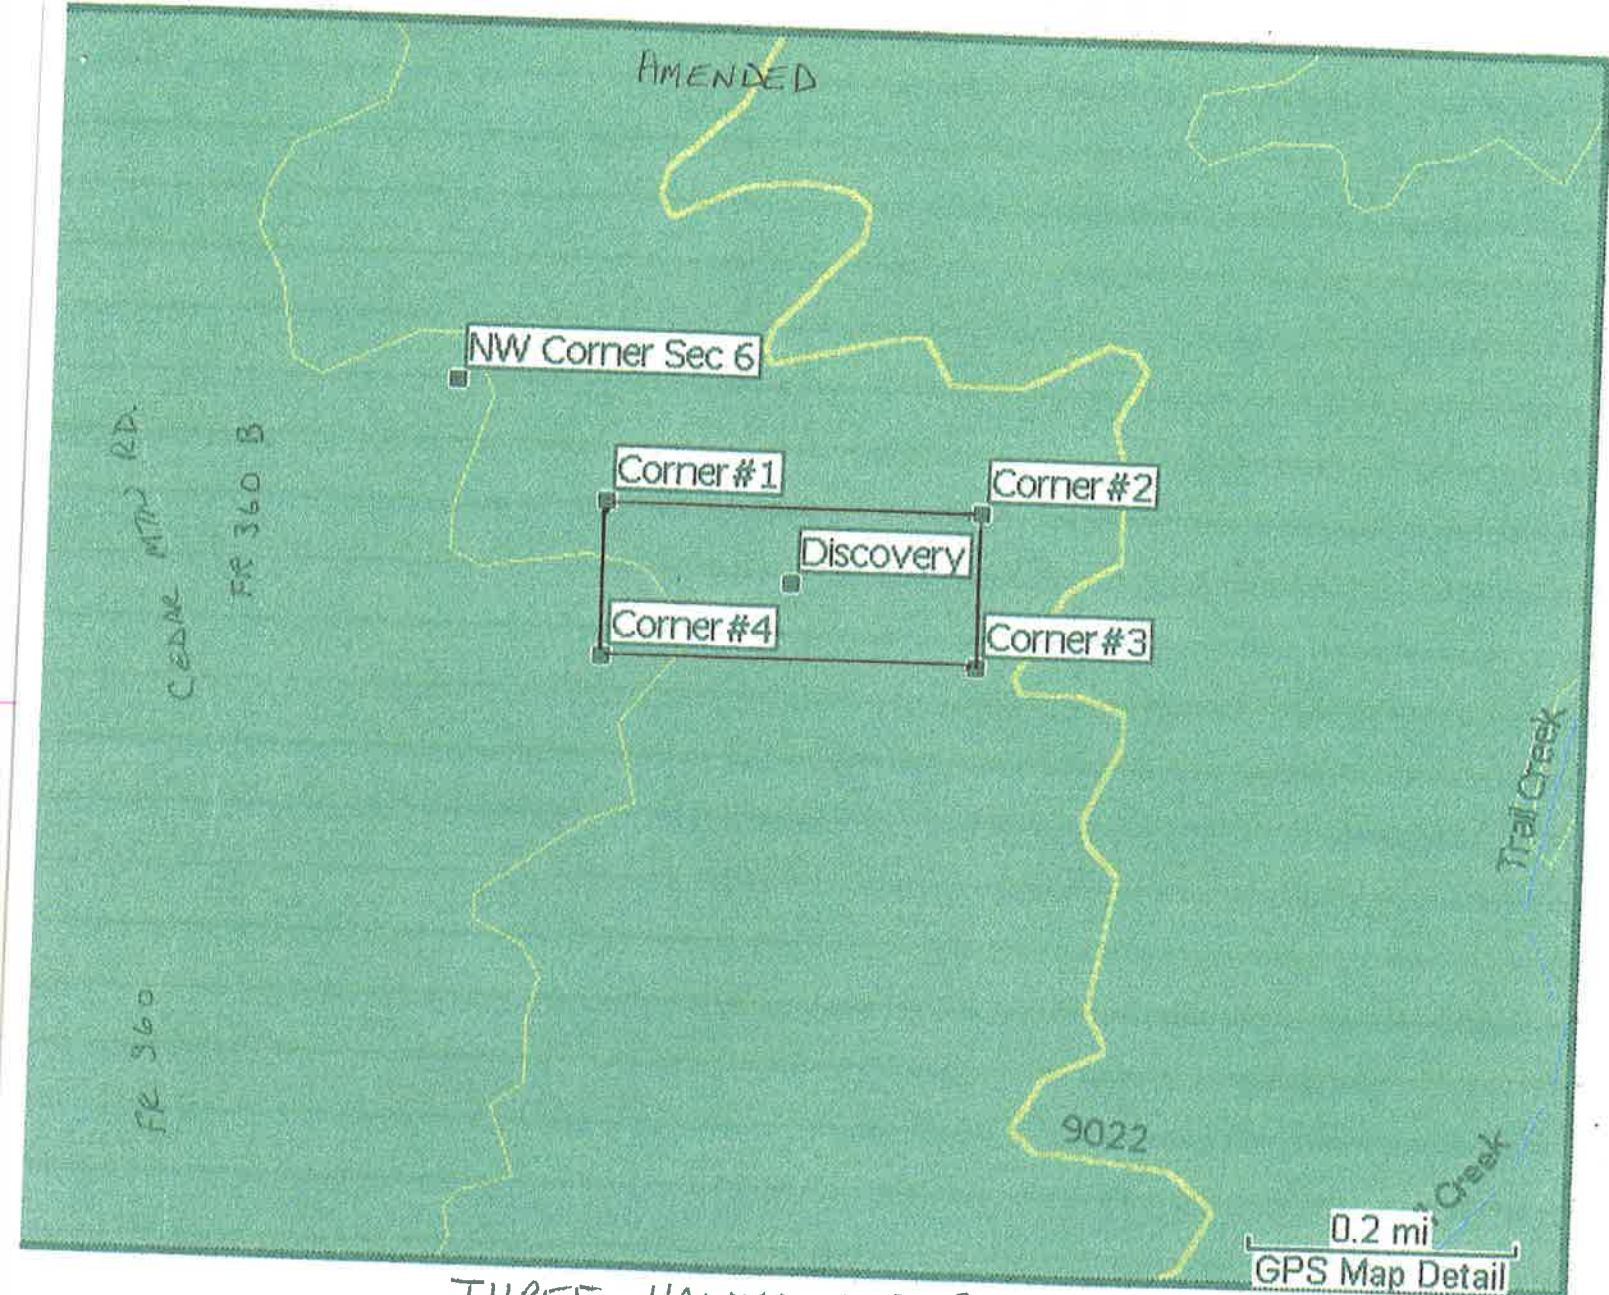 AMENDED
NW Corner Sec 6
CEDAR MTN RD.
FR 360 B
Corner #1
Corner #2
Discovery
Corner #4
Corner #3
Trail Creek
FR 360
9022
Creek
0.2 mi
GPS Map Detail
THREE